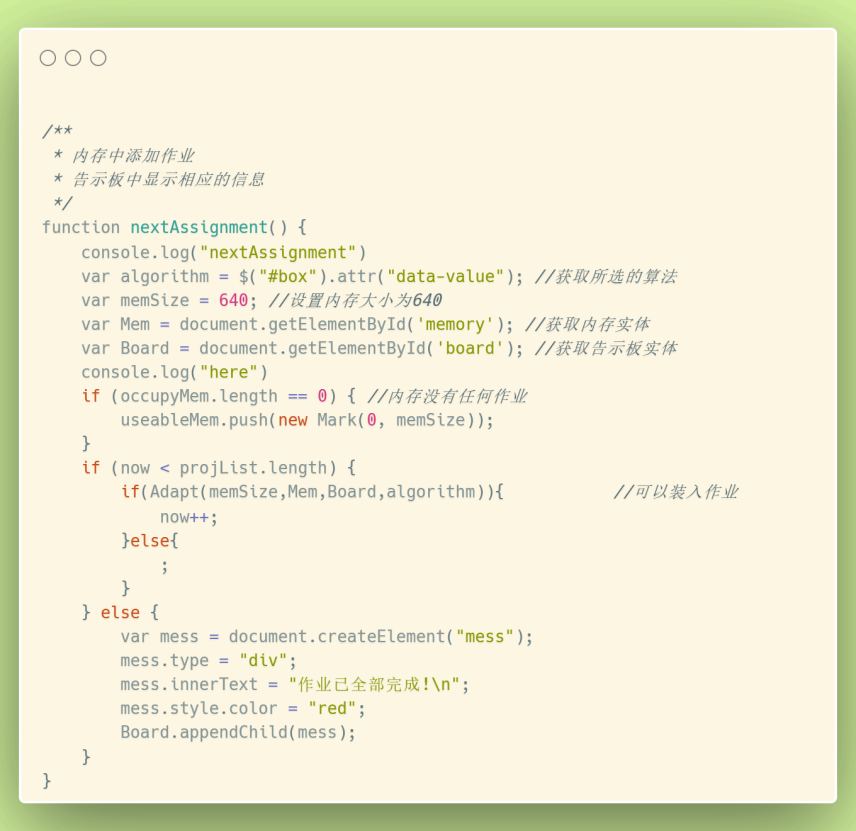 /**
 * 内存中添加作业
 * 告示板中显示相应的信息
 */
function nextAssignment() {
    console.log("nextAssignment")
    var algorithm = $("#box").attr("data-value"); //获取所选的算法
    var memSize = 640; //设置内存大小为640
    var Mem = document.getElementById('memory'); //获取内存实体
    var Board = document.getElementById('board'); //获取告示板实体
    console.log("here")
    if (occupyMem.length == 0) { //内存没有任何作业
        useableMem.push(new Mark(0, memSize));
    }
    if (now < projList.length) {
        if(Adapt(memSize,Mem,Board,algorithm)){           //可以装入作业
            now++;
        }else{
            ;
        }
    } else {
        var mess = document.createElement("mess");
        mess.type = "div";
        mess.innerText = "作业已全部完成!\n";
        mess.style.color = "red";
        Board.appendChild(mess);
    }
}